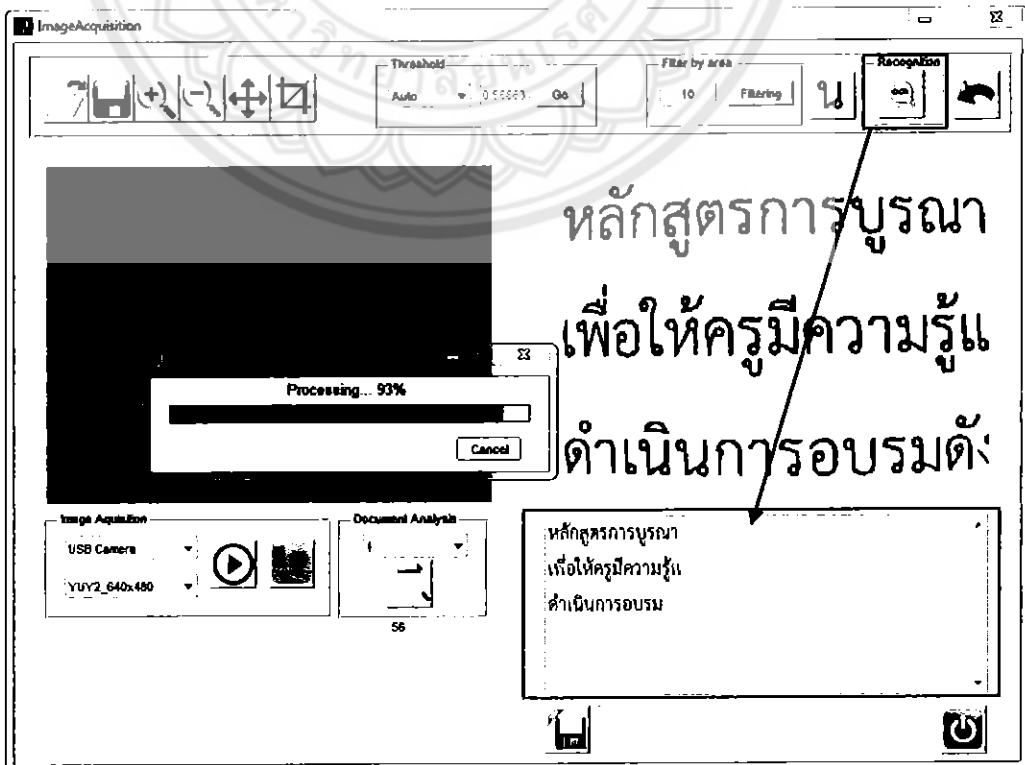 ImageAcquisition
Threshold
Auto
Go
Filter by area
10
Filtering
น
Recognition
หลักสูตรการบูรณา
เพื่อให้ครูมีความรู้แ
ดำเนินการอบรมดัง
Processing... 93%
Cancel
Image Aquisition
USB Camera
YUY2_640x480
Document Analysis
56
หลักสูตรการบูรณา
เพื่อให้ครูมีความรู้แ
ดำเนินการอบรม